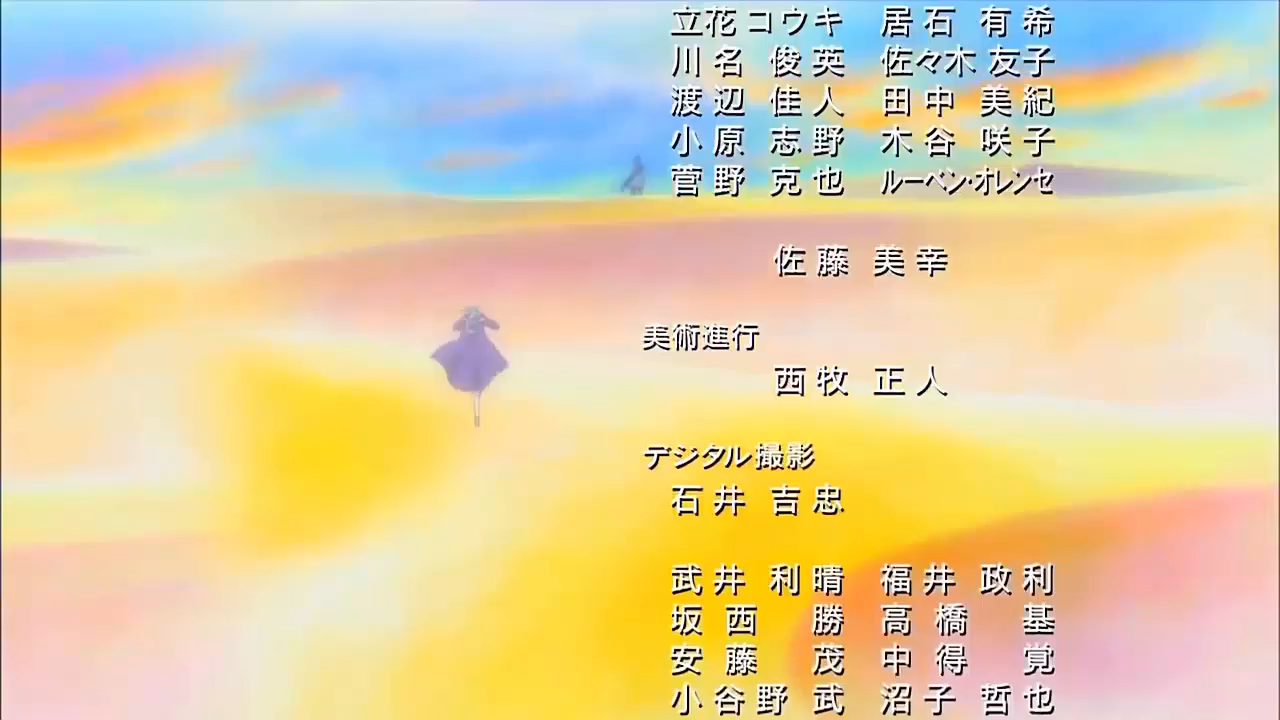 立花コウキ 居石 有希
川名 俊英 佐々木 友子
渡辺 佳人 田中 美紀
小原 志野 木谷 咲子
菅野 克也 ルーベン・オレンセ
佐藤 美幸
美術進行
西牧 正人
デジタル撮影
石井 吉忠
武井 利晴 福井 政利
坂西 勝 高橋 基
安藤 茂 中得 覚
小谷野 武 沼子 哲也